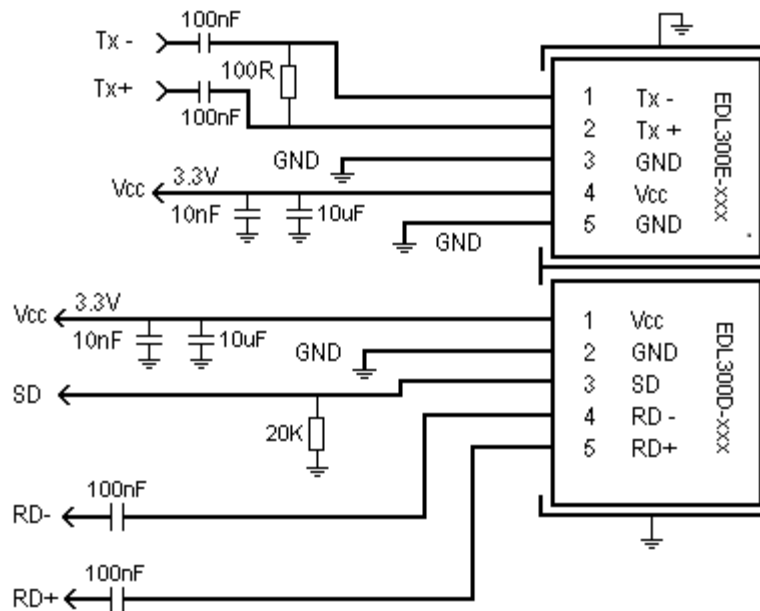 100nF
Tx -
100R
Tx+
100nF
1 Tx -
2 Tx +
3 GND
4 Vcc
5 GND
EDL300E-xxx
GND
Vcc 3.3V
10nF 10uF
GND
Vcc 3.3V
10nF 10uF
GND
SD
20K
1 Vcc
2 GND
3 SD
4 RD -
5 RD+
EDL300D-xxx
100nF
RD-
100nF
RD+